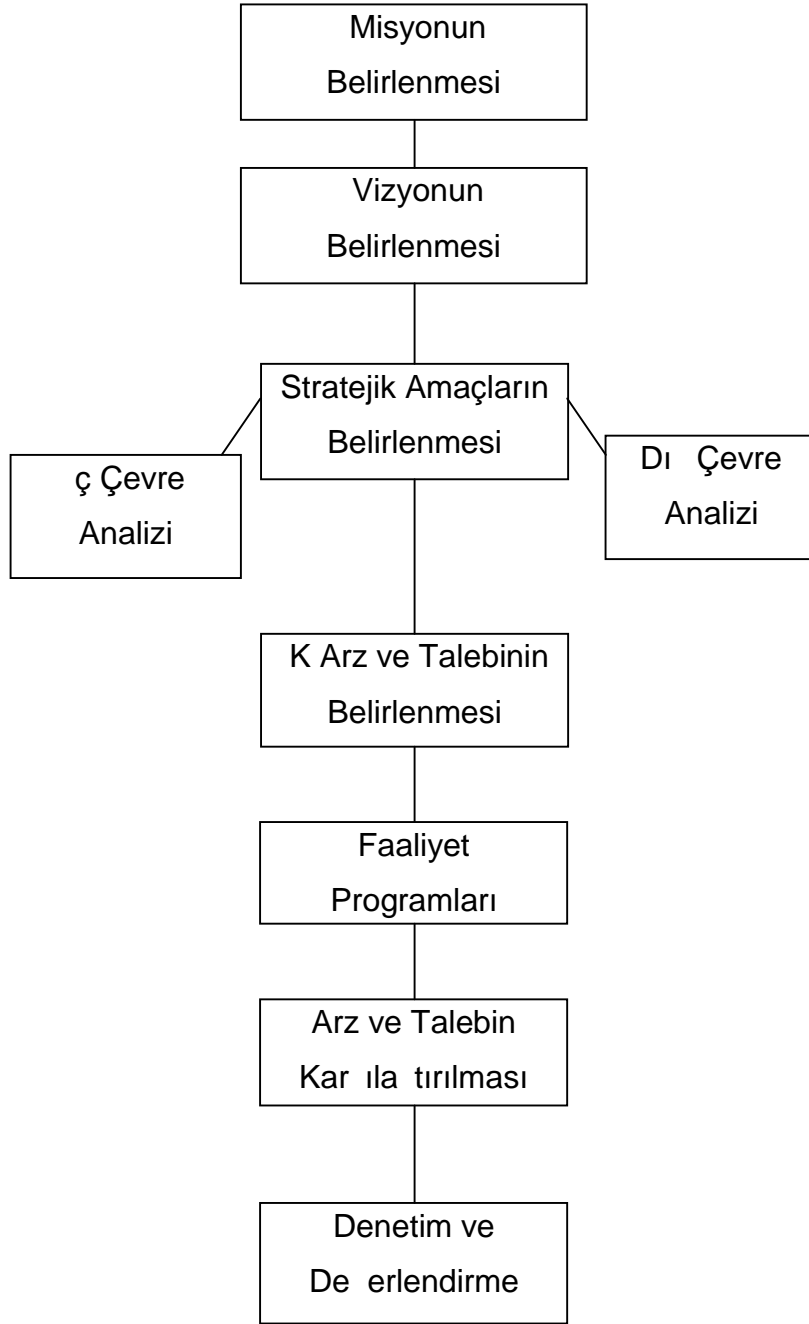 Misyonun
Belirlenmesi
Vizyonun
Belirlenmesi
Stratejik Amaçların
Belirlenmesi
ç Çevre
Analizi
Dı   Çevre
Analizi
K Arz ve Talebinin
Belirlenmesi
Faaliyet
Programları
Arz ve Talebin
Kar  ıla  tırılması
Denetim ve
De  erlendirme